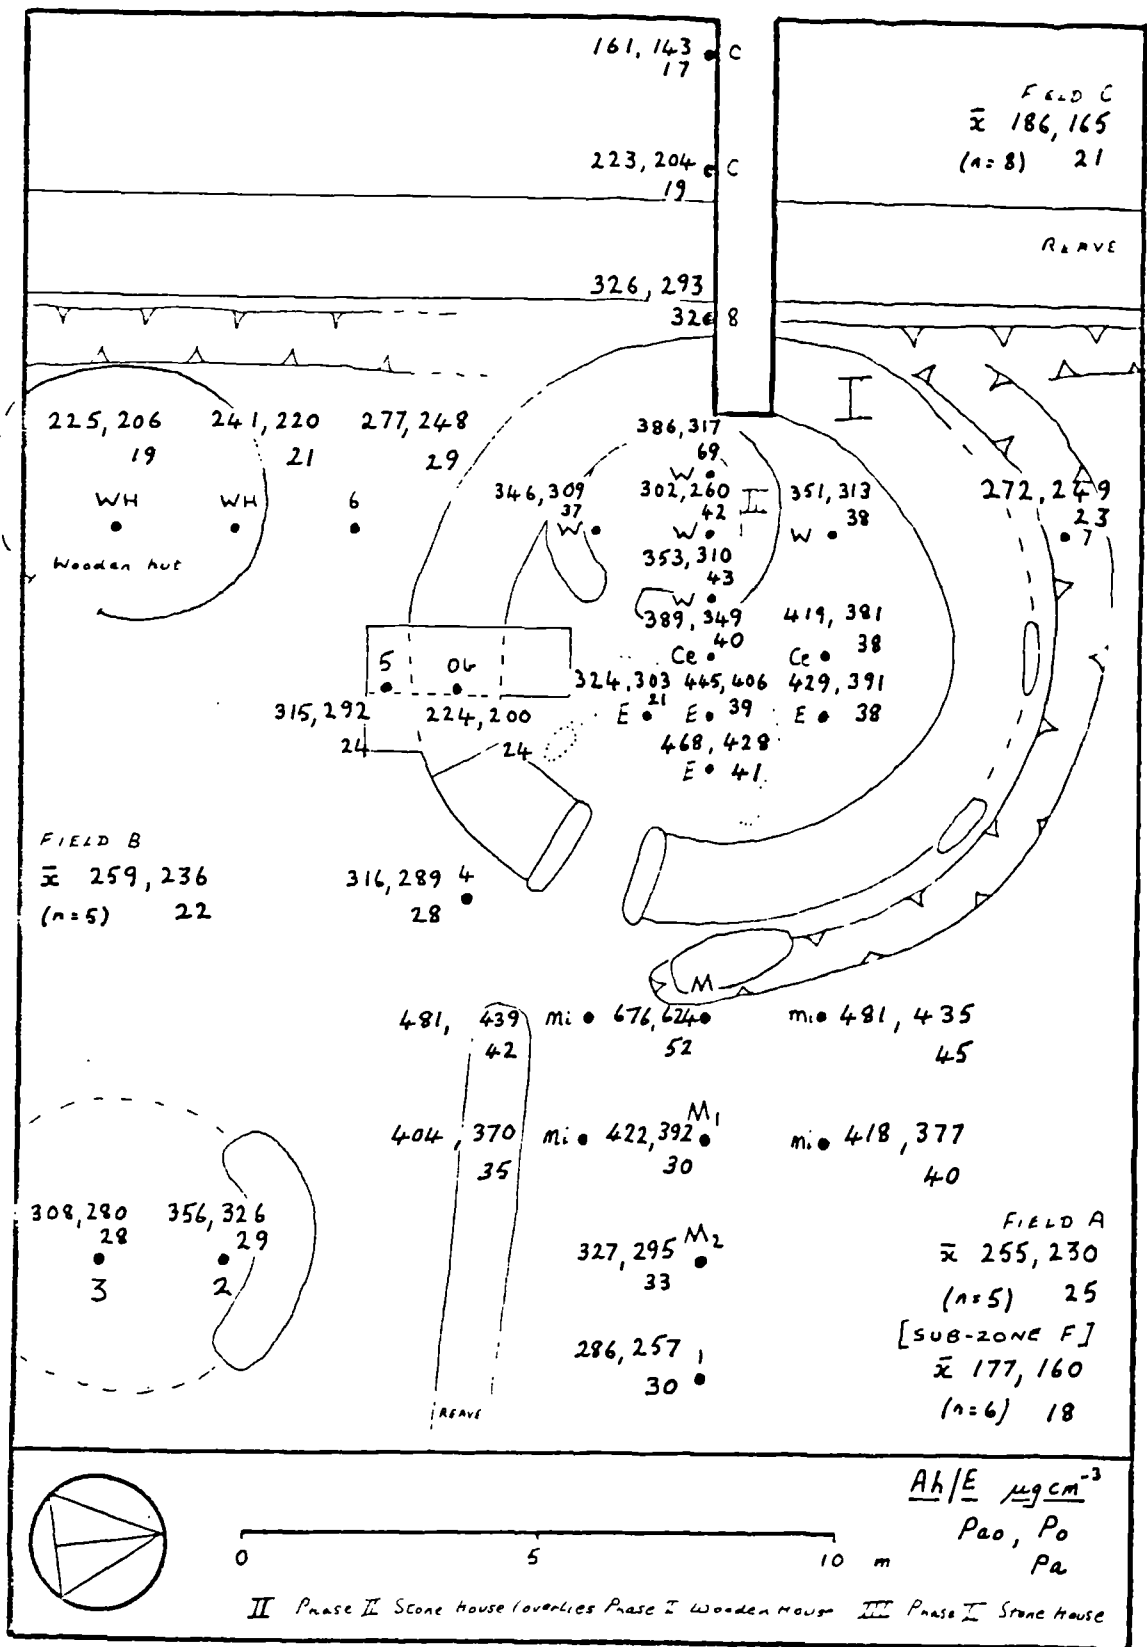 161, 143
17
C
FIELD C
x̄ 186, 165
(n=8) 21
223, 204
19
C
REAVE
326, 293
32
8
I
225, 206
19
WH
241, 220
21
WH
277, 248
29
6
Wooden hut
386, 317
69
W
346, 309
37
W
302, 260
42
W
II
351, 313
38
W
272, 249
23
7
353, 310
43
W
389, 349
40
Ce
419, 381
38
Ce
5
OG
315, 292
24
224, 200
24
324, 303
21
E
445, 406
39
E
429, 391
38
E
468, 428
E 41
FIELD B
x̄ 259, 236
(n=5) 22
316, 289 4
28
M
481, 439 mi
42
676, 624
52
mi 481, 435
45
M1
404, 370 mi
35
422, 392
30
mi 418, 377
40
308, 280
28
3
356, 326
29
2
327, 295 M2
33
FIELD A
x̄ 255, 230
(n=5) 25
[SUB-ZONE F]
x̄ 177, 160
(n=6) 18
286, 257 1
30
REAVE
Ah/E µg cm⁻³
Pao, Po
Pa
0 5 10 m
II Phase II Stone House (overlies Phase I Wooden House III Phase I Stone House